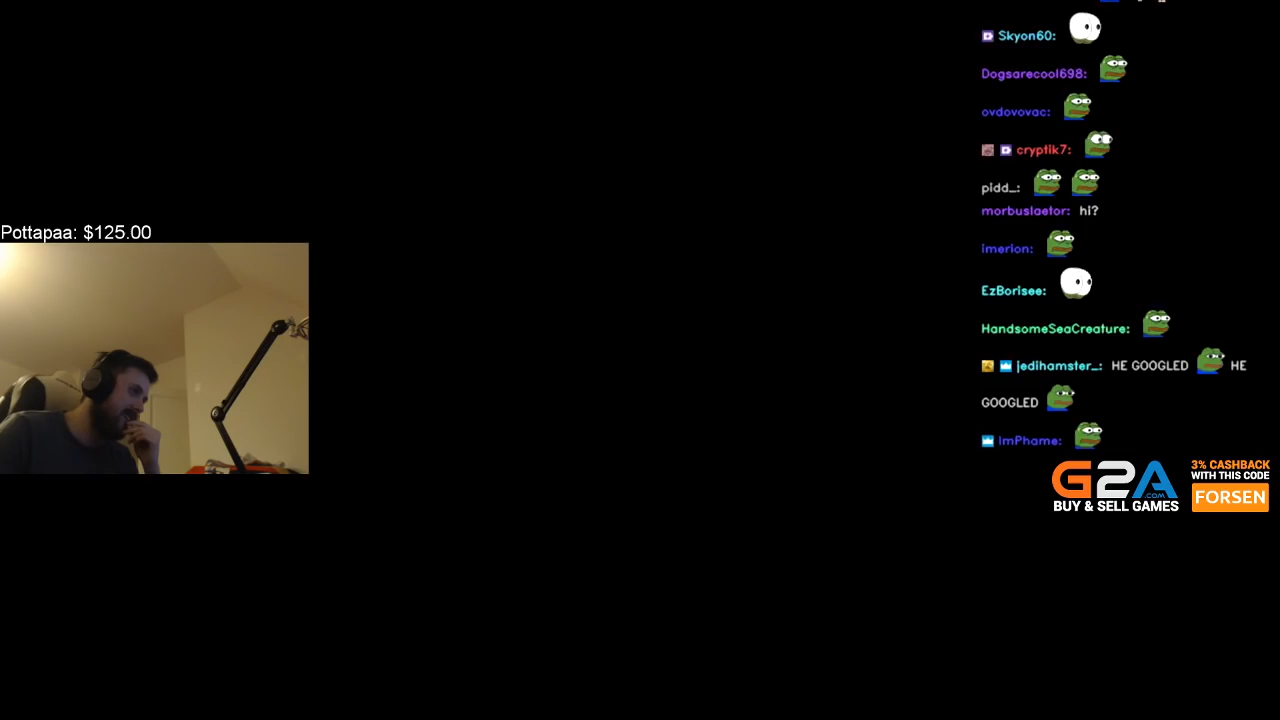 Skyon60:
Dogsarecool698:
ovdovovac:
cryptik7:
pidd_:
morbuslaetor: hi?
imerlon:
EzBorisee:
HandsomeSeaCreature:
jedihamster_: HE GOOGLED HE
GOOGLED
ImPhame:
Pottapaa: $125.00
G2A
.COM
BUY & SELL GAMES
3% CASHBACK
WITH THIS CODE
FORSEN